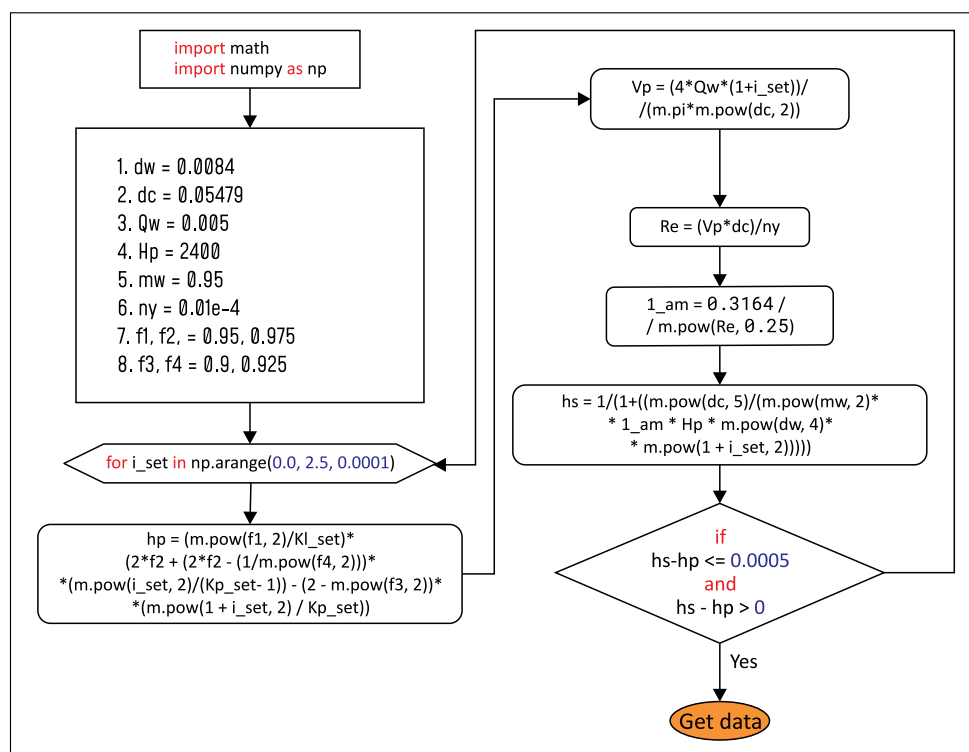 import math
import numpy as np
1. dw = 0.0084
2. dc = 0.05479
3. Qw = 0.005
4. Hp = 2400
5. mw = 0.95
6. ny = 0.01e-4
7. f1, f2, = 0.95, 0.975
8. f3, f4 = 0.9, 0.925
for i_set in np.arange(0.0, 2.5, 0.0001)
hp = (m.pow(f1, 2)/Kl_set)*
(2*f2 + (2*f2 - (1/m.pow(f4, 2)))*
*(m.pow(i_set, 2)/(Kp_set- 1)) - (2 - m.pow(f3, 2))*
*(m.pow(1 + i_set, 2) / Kp_set))
Vp = (4*Qw*(1+i_set))/
/(m.pi*m.pow(dc, 2))
Re = (Vp*dc)/ny
1_am = 0.3164 /
/ m.pow(Re, 0.25)
hs = 1/(1+((m.pow(dc, 5)/(m.pow(mw, 2)*
* 1_am * Hp * m.pow(dw, 4)*
* m.pow(1 + i_set, 2)))))
if
hs-hp <= 0.0005
and
hs - hp > 0
Yes
Get data